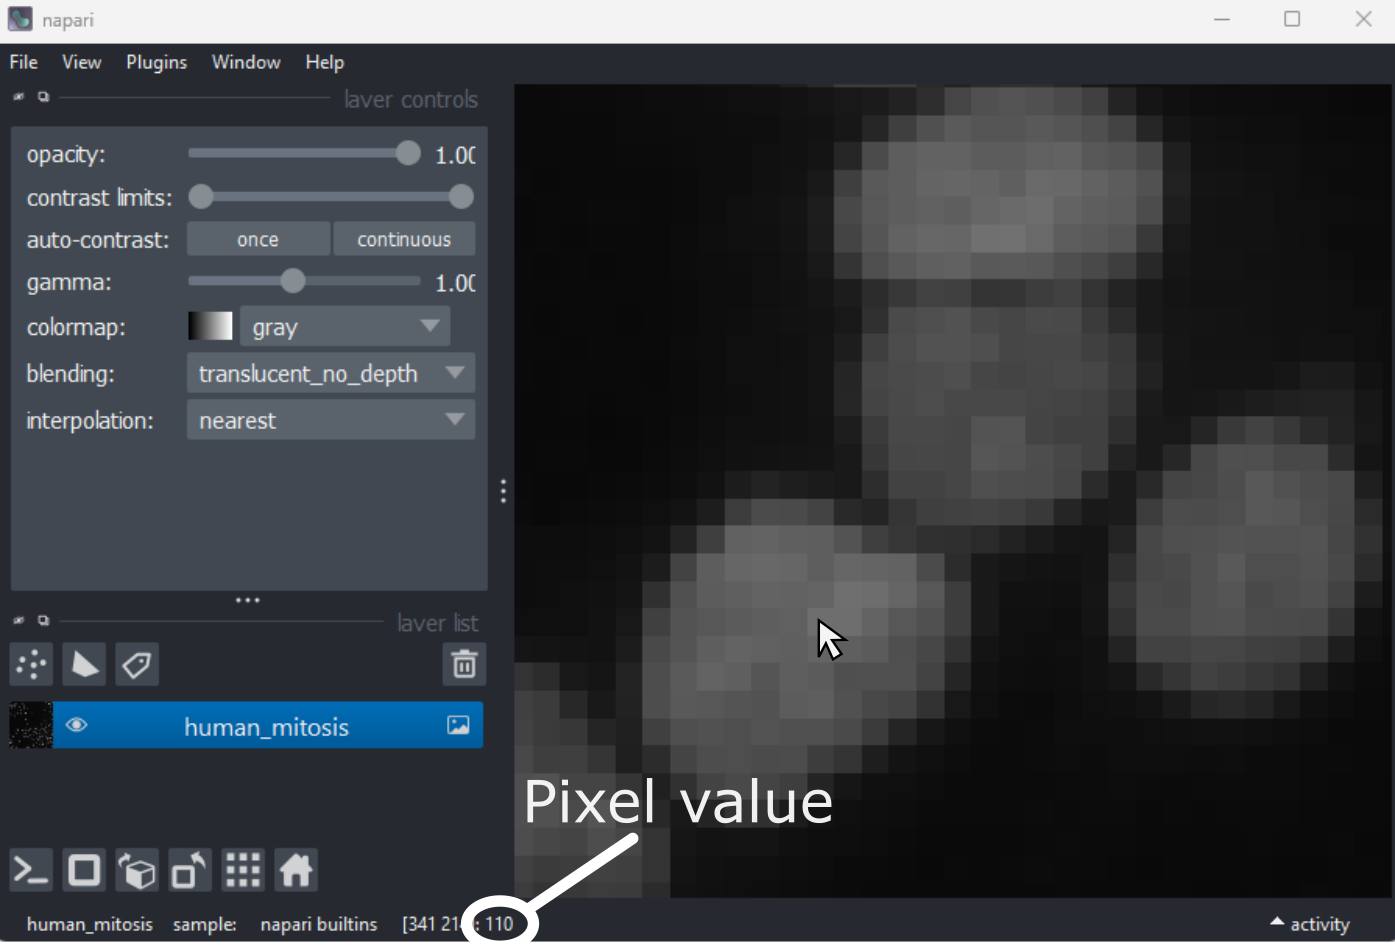 napari
File View Plugins Window Help
layer controls
opacity: 1.00
contrast limits:
auto-contrast: once continuous
gamma: 1.00
colormap: gray
blending: translucent_no_depth
interpolation: nearest
layer list
human_mitosis
Pixel value
human_mitosis sample: napari builtins [341 21 : 110
activity